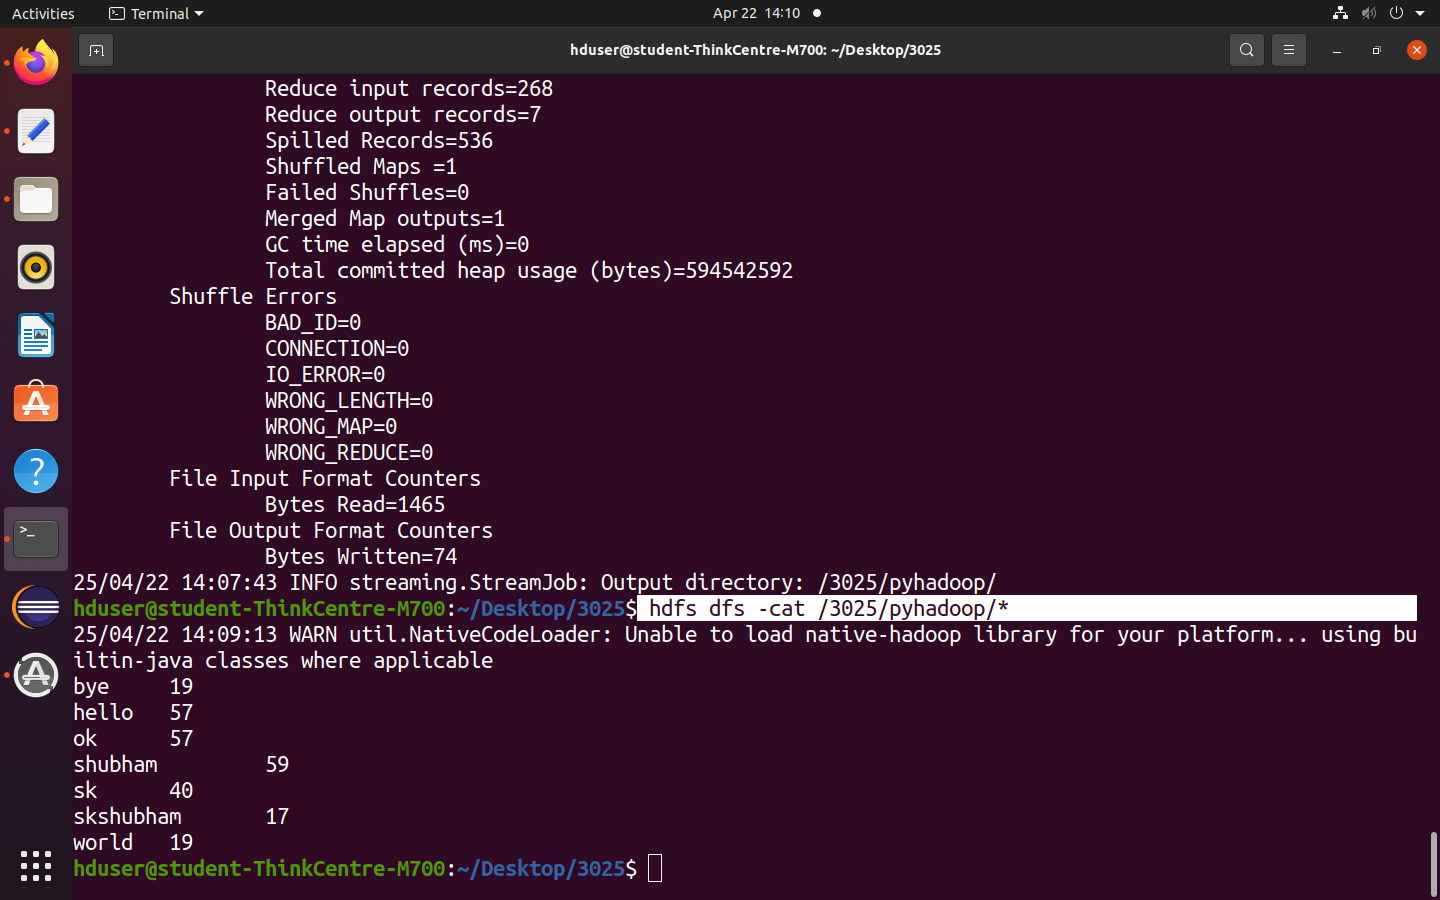 Activities
Terminal
Apr 22 14:10
hduser@student-ThinkCentre-M700: ~/Desktop/3025
Reduce input records=268
Reduce output records=7
Spilled Records=536
Shuffled Maps =1
Failed Shuffles=0
Merged Map outputs=1
GC time elapsed (ms)=0
Total committed heap usage (bytes)=594542592
Shuffle Errors
BAD_ID=0
CONNECTION=0
IO_ERROR=0
WRONG_LENGTH=0
WRONG_MAP=0
WRONG_REDUCE=0
File Input Format Counters
Bytes Read=1465
File Output Format Counters
Bytes Written=74
25/04/22 14:07:43 INFO streaming.StreamJob: Output directory: /3025/pyhadoop/
hduser@student-ThinkCentre-M700:~/Desktop/3025$ hdfs dfs -cat /3025/pyhadoop/*
25/04/22 14:09:13 WARN util.NativeCodeLoader: Unable to load native-hadoop library for your platform... using bu
iltin-java classes where applicable
bye 19
hello 57
ok 57
shubham 59
sk 40
skshubham 17
world 19
hduser@student-ThinkCentre-M700:~/Desktop/3025$